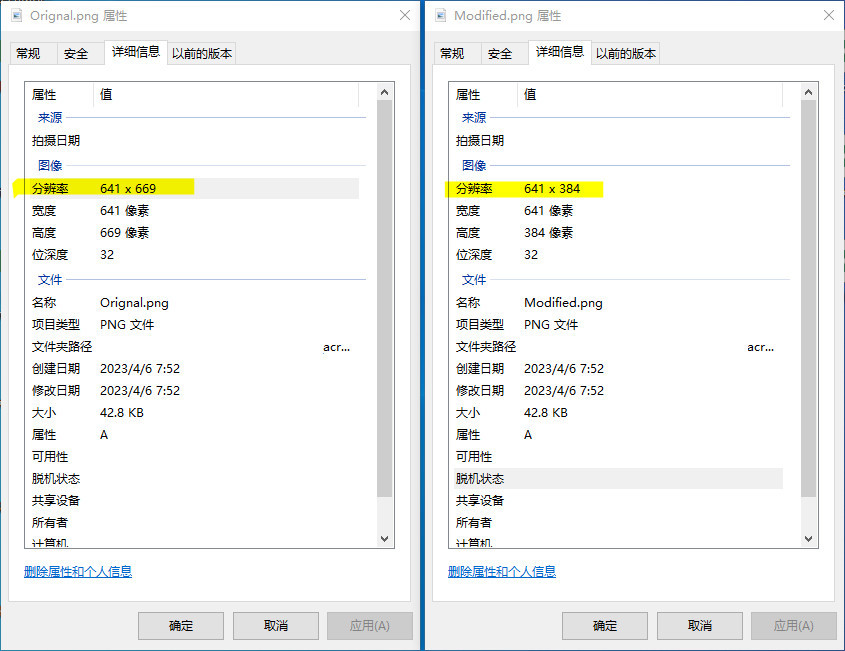 Orignal.png 属性
常规 安全 详细信息 以前的版本
属性 值
来源
拍摄日期
图像
分辨率 641 x 669
宽度 641 像素
高度 669 像素
位深度 32
文件
名称 Orignal.png
项目类型 PNG 文件
文件夹路径 acr...
创建日期 2023/4/6 7:52
修改日期 2023/4/6 7:52
大小 42.8 KB
属性 A
可用性
脱机状态
共享设备
所有者
计算机
删除属性和个人信息
确定 取消 应用(A)
Modified.png 属性
常规 安全 详细信息 以前的版本
属性 值
来源
拍摄日期
图像
分辨率 641 x 384
宽度 641 像素
高度 384 像素
位深度 32
文件
名称 Modified.png
项目类型 PNG 文件
文件夹路径 acr...
创建日期 2023/4/6 7:52
修改日期 2023/4/6 7:52
大小 42.8 KB
属性 A
可用性
脱机状态
共享设备
所有者
计算机
删除属性和个人信息
确定 取消 应用(A)